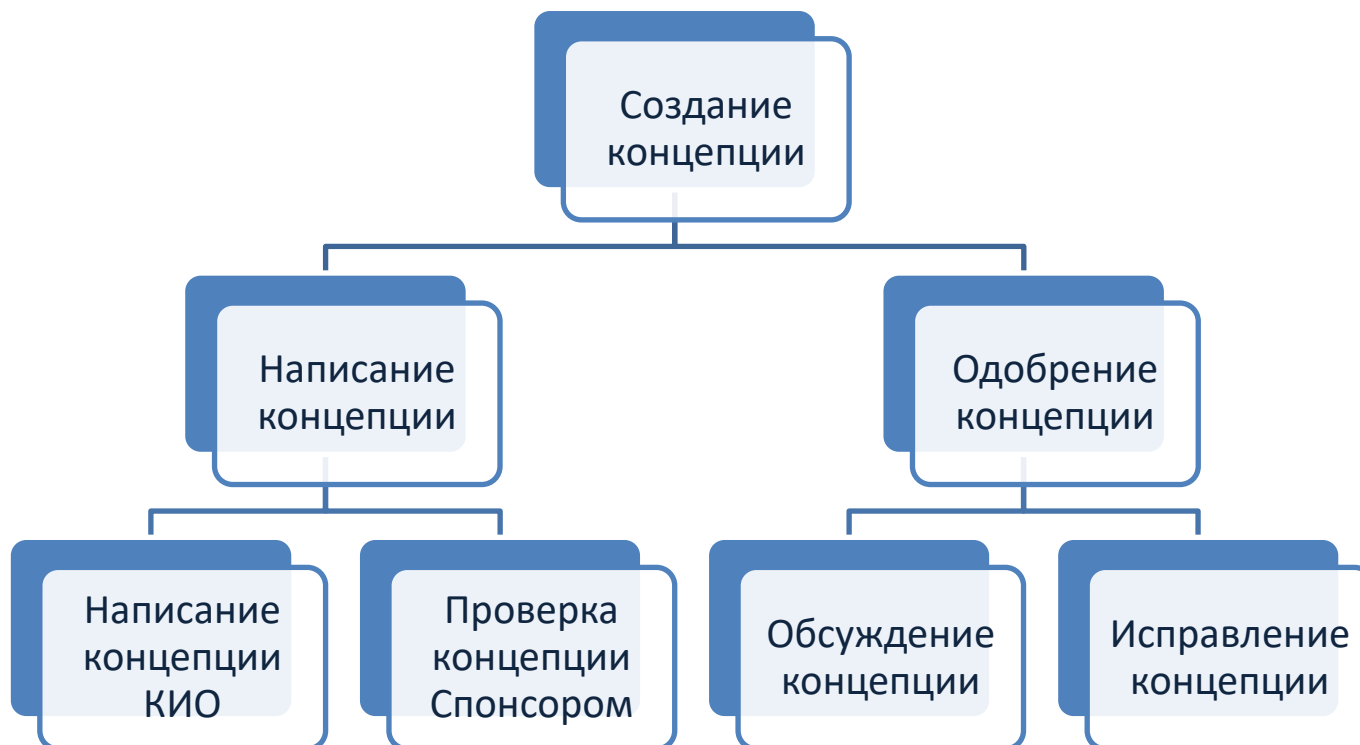 Создание
концепции
Написание
концепции
Одобрение
концепции
Написание
концепции
КИО
Проверка
концепции
Спонсором
Обсуждение
концепции
Исправление
концепции